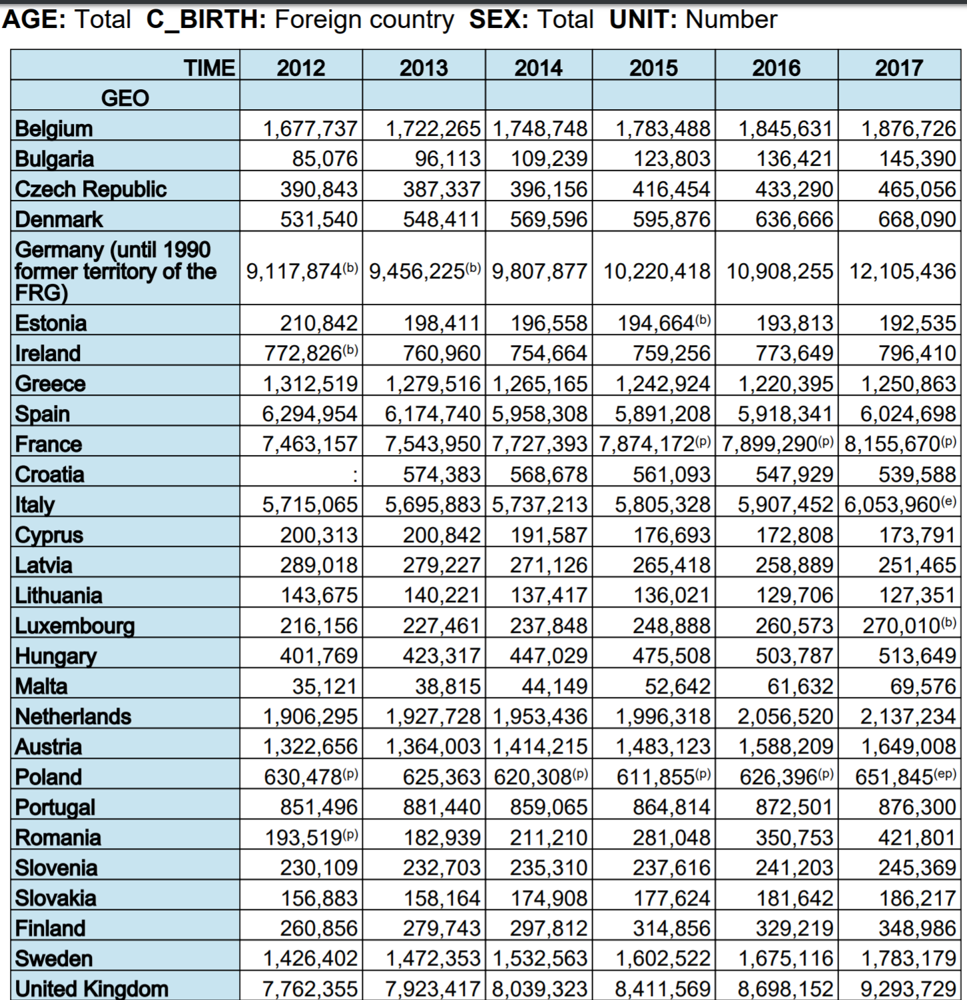 AGE: Total C_BIRTH: Foreign country SEX: Total UNIT: Number
TIME 2012 2013 2014 2015 2016 2017
GEO
Belgium 1,677,737 1,722,265 1,748,748 1,783,488 1,845,631 1,876,726
Bulgaria 85,076 96,113 109,239 123,803 136,421 145,390
Czech Republic 390,843 387,337 396,156 416,454 433,290 465,056
Denmark 531,540 548,411 569,596 595,876 636,666 668,090
Germany (until 1990
former territory of the 9,117,874(b) 9,456,225(b) 9,807,877 10,220,418 10,908,255 12,105,436
FRG)
Estonia 210,842 198,411 196,558 194,664(b) 193,813 192,535
Ireland 772,826(b) 760,960 754,664 759,256 773,649 796,410
Greece 1,312,519 1,279,516 1,265,165 1,242,924 1,220,395 1,250,863
Spain 6,294,954 6,174,740 5,958,308 5,891,208 5,918,341 6,024,698
France 7,463,157 7,543,950 7,727,393 7,874,172(p) 7,899,290(p) 8,155,670(p)
Croatia : 574,383 568,678 561,093 547,929 539,588
Italy 5,715,065 5,695,883 5,737,213 5,805,328 5,907,452 6,053,960(e)
Cyprus 200,313 200,842 191,587 176,693 172,808 173,791
Latvia 289,018 279,227 271,126 265,418 258,889 251,465
Lithuania 143,675 140,221 137,417 136,021 129,706 127,351
Luxembourg 216,156 227,461 237,848 248,888 260,573 270,010(b)
Hungary 401,769 423,317 447,029 475,508 503,787 513,649
Malta 35,121 38,815 44,149 52,642 61,632 69,576
Netherlands 1,906,295 1,927,728 1,953,436 1,996,318 2,056,520 2,137,234
Austria 1,322,656 1,364,003 1,414,215 1,483,123 1,588,209 1,649,008
Poland 630,478(p) 625,363 620,308(p) 611,855(p) 626,396(p) 651,845(ep)
Portugal 851,496 881,440 859,065 864,814 872,501 876,300
Romania 193,519(p) 182,939 211,210 281,048 350,753 421,801
Slovenia 230,109 232,703 235,310 237,616 241,203 245,369
Slovakia 156,883 158,164 174,908 177,624 181,642 186,217
Finland 260,856 279,743 297,812 314,856 329,219 348,986
Sweden 1,426,402 1,472,353 1,532,563 1,602,522 1,675,116 1,783,179
United Kingdom 7,762,355 7,923,417 8,039,323 8,411,569 8,698,152 9,293,729